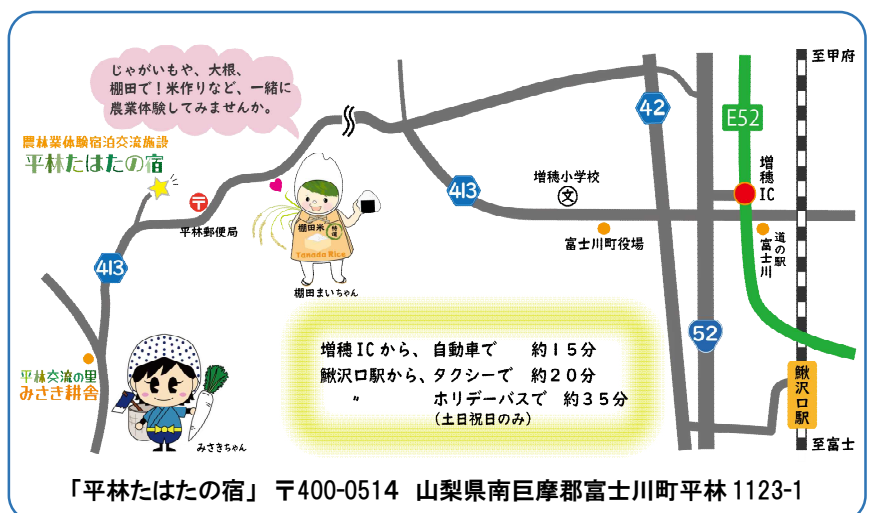 じゃがいもや、大根、
棚田で!米作りなど、一緒に
農業体験してみませんか。
農林業体験宿泊交流施設
平林たはたの宿
平林郵便局
413
平林交流の里
みさき耕舎
みさきちゃん
棚田米
特選
Tanada Rice
棚田まいちゃん
413
増穂小学校
文
富士川町役場
42
52
E52
増穂IC
道の駅
富士川
至甲府
鰍沢口駅
至富士
増穂ICから、自動車で 約15分
鰍沢口駅から、タクシーで 約20分
〃 ホリデーバスで 約35分
(土日祝日のみ)
「平林たはたの宿」 〒400-0514 山梨県南巨摩郡富士川町平林1123-1